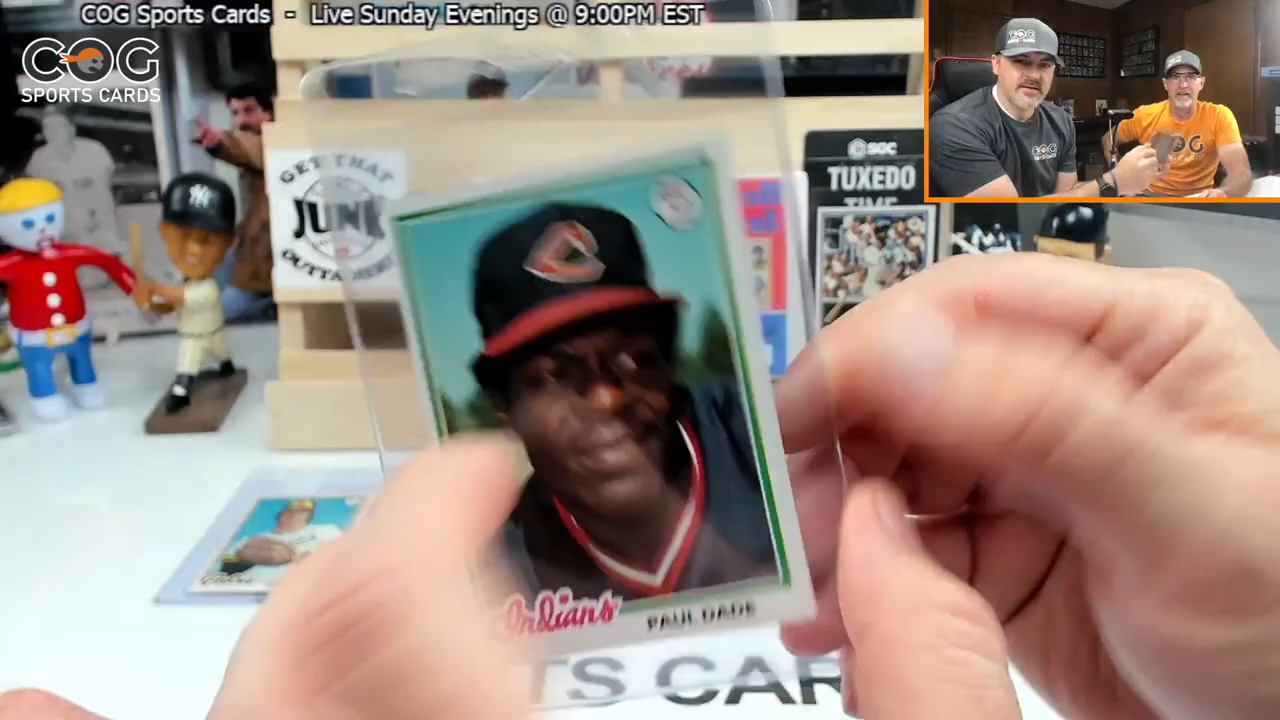 COG Sports Cards - Live Sunday Evenings @ 9:00PM EST
COG
SPORTS CARDS
GET THAT
JUNK
OUTTA HERE!
SGC
TUXEDO
TIME
Indians
PAUL DADE
TS CAR